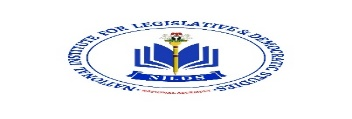 NATIONAL INSTITUTE FOR LEGISLATIVE & DEMOCRATIC STUDIES
NILDS